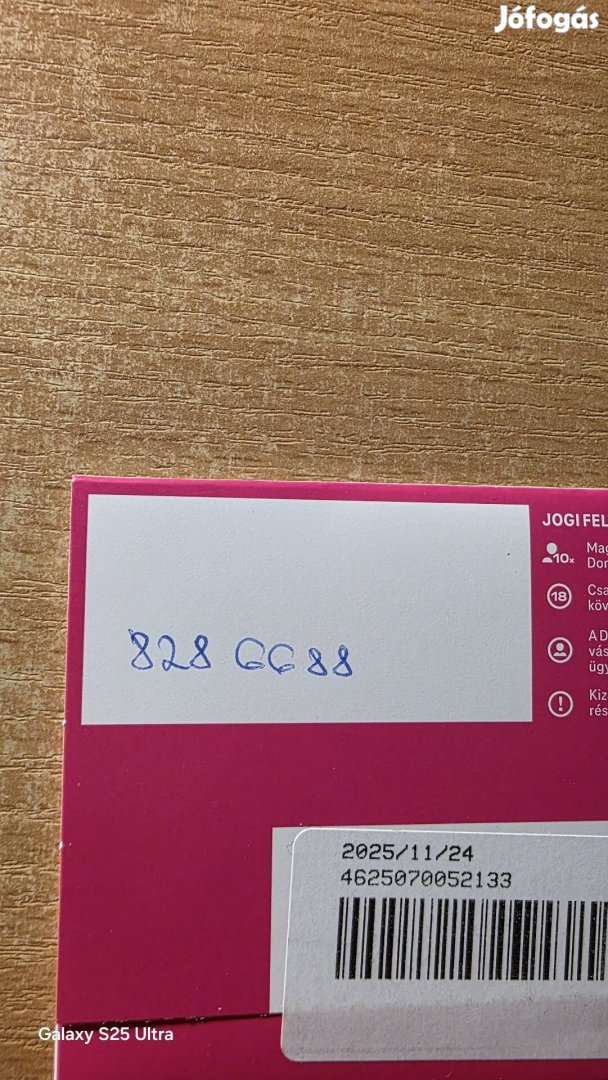 Jófogás
JOGI FEL
10x
Mag
Dor
18
Csa
köv
A D
vás
ügy
!
Kiz
rés
828 6688
2025/11/24
4625070052133
Galaxy S25 Ultra